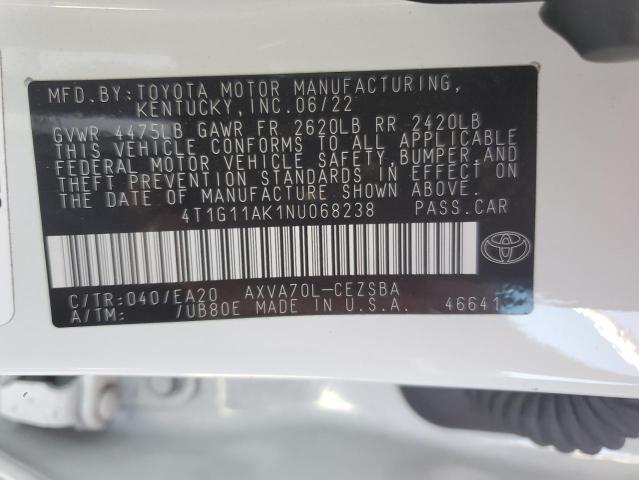 MFD. BY: TOYOTA MOTOR MANUFACTURING,
KENTUCKY, INC. 06/22
GVWR 4475LB GAWR FR 2620LB RR 2420LB
THIS VEHICLE CONFORMS TO ALL APPLICABLE
FEDERAL MOTOR VEHICLE SAFETY, BUMPER, AND
THEFT PREVENTION STANDARDS IN EFFECT ON
THE DATE OF MANUFACTURE SHOWN ABOVE.
4T1G11AK1NU068238 PASS. CAR
C/TR: 040/EA20 AXVA70L-CEZSBA
A/TM: /UB80E MADE IN U.S.A. 46641